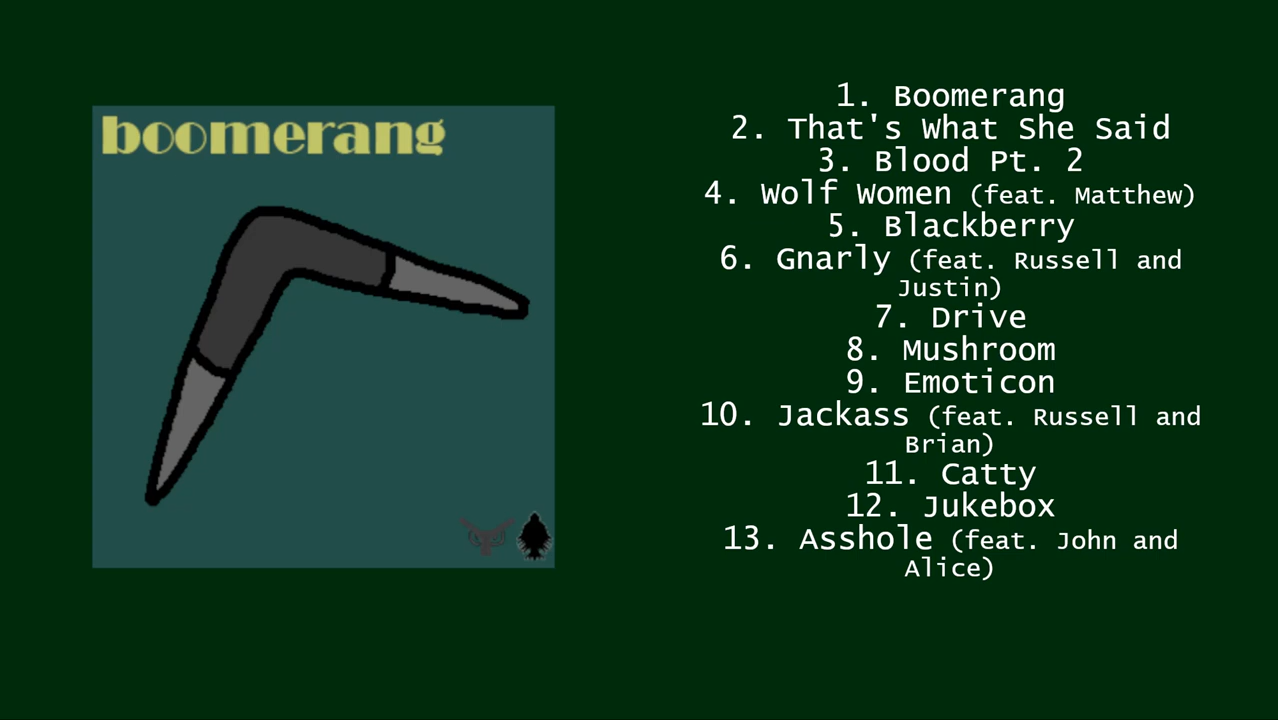 boomerang
1. Boomerang
2. That's What She Said
3. Blood Pt. 2
4. Wolf Women (feat. Matthew)
5. Blackberry
6. Gnarly (feat. Russell and
Justin)
7. Drive
8. Mushroom
9. Emoticon
10. Jackass (feat. Russell and
Brian)
11. Catty
12. Jukebox
13. Asshole (feat. John and
Alice)